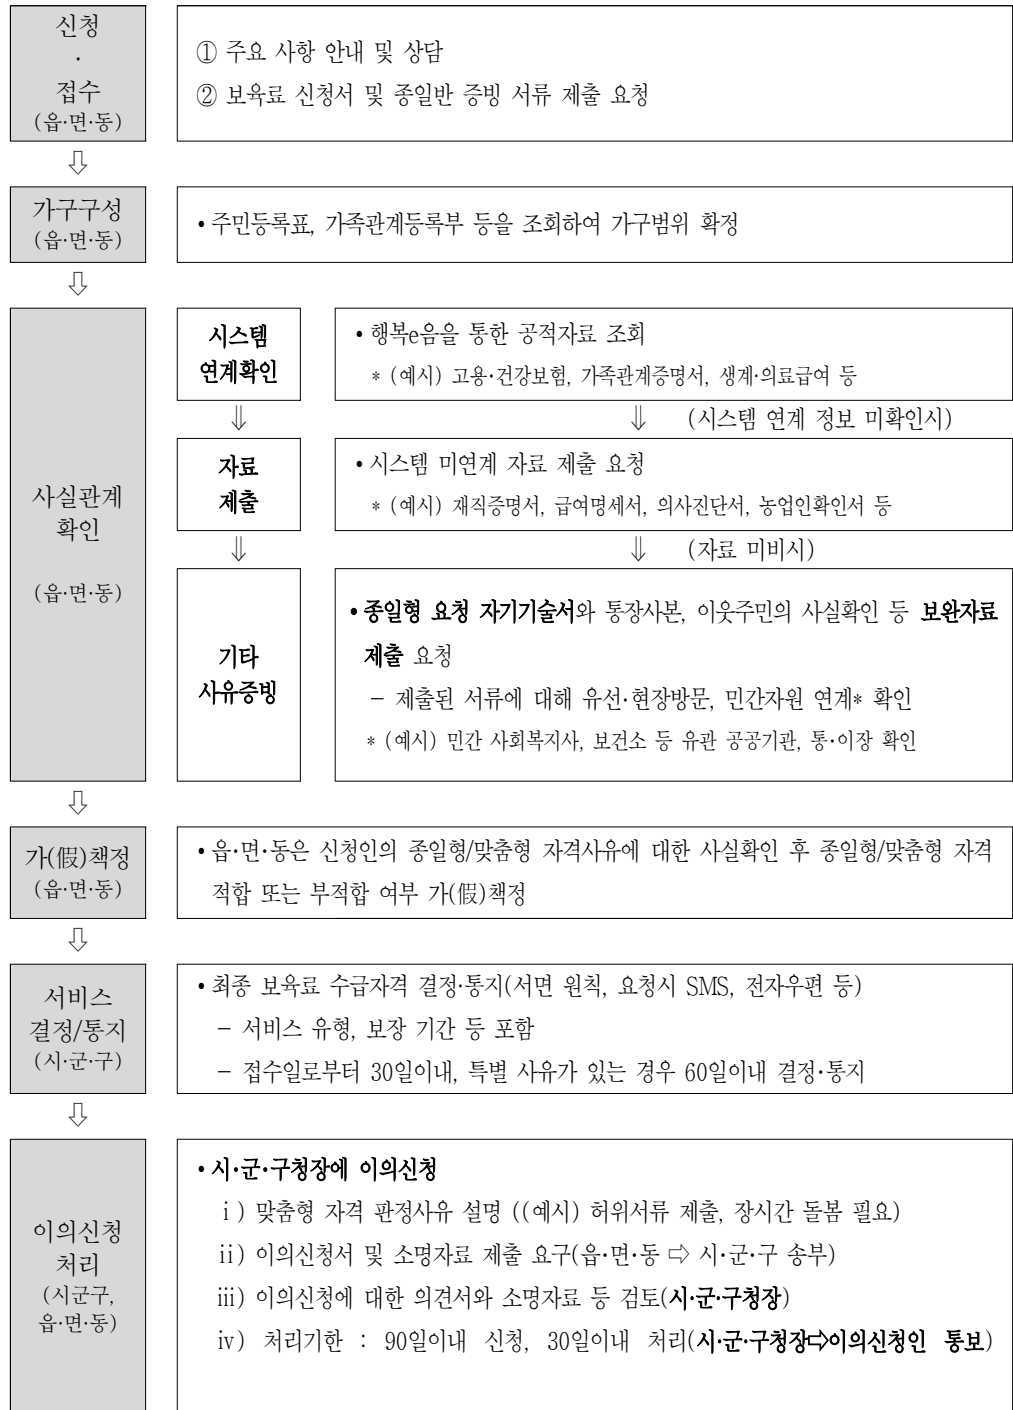 신청
·
접수
(읍·면·동)
① 주요 사항 안내 및 상담
② 보육료 신청서 및 종일반 증빙 서류 제출 요청
⇩
가구구성
(읍·면·동)
• 주민등록표, 가족관계등록부 등을 조회하여 가구범위 확정
⇩
사실관계
확인
(읍·면·동)
시스템
연계확인
• 행복e음을 통한 공적자료 조회
* (예시) 고용·건강보험, 가족관계증명서, 생계·의료급여 등
⇓ ⇓ (시스템 연계 정보 미확인시)
자료
제출
• 시스템 미연계 자료 제출 요청
* (예시) 재직증명서, 급여명세서, 의사진단서, 농업인확인서 등
⇓ ⇓ (자료 미비시)
기타
사유증빙
• 종일형 요청 자기기술서와 통장사본, 이웃주민의 사실확인 등 보완자료
제출 요청
- 제출된 서류에 대해 유선·현장방문, 민간자원 연계* 확인
* (예시) 민간 사회복지사, 보건소 등 유관 공공기관, 통·이장 확인
⇩
가(假)책정
(읍·면·동)
• 읍·면·동은 신청인의 종일형/맞춤형 자격사유에 대한 사실확인 후 종일형/맞춤형 자격
적합 또는 부적합 여부 가(假)책정
⇩
서비스
결정/통지
(시·군·구)
• 최종 보육료 수급자격 결정·통지(서면 원칙, 요청시 SMS, 전자우편 등)
- 서비스 유형, 보장 기간 등 포함
- 접수일로부터 30일이내, 특별 사유가 있는 경우 60일이내 결정·통지
⇩
이의신청
처리
(시군구,
읍·면·동)
• 시·군·구청장에 이의신청
ⅰ) 맞춤형 자격 판정사유 설명 ((예시) 허위서류 제출, 장시간 돌봄 필요)
ⅱ) 이의신청서 및 소명자료 제출 요구(읍·면·동 ⇨ 시·군·구 송부)
ⅲ) 이의신청에 대한 의견서와 소명자료 등 검토(시·군·구청장)
ⅳ) 처리기한 : 90일이내 신청, 30일이내 처리(시·군·구청장⇨이의신청인 통보)